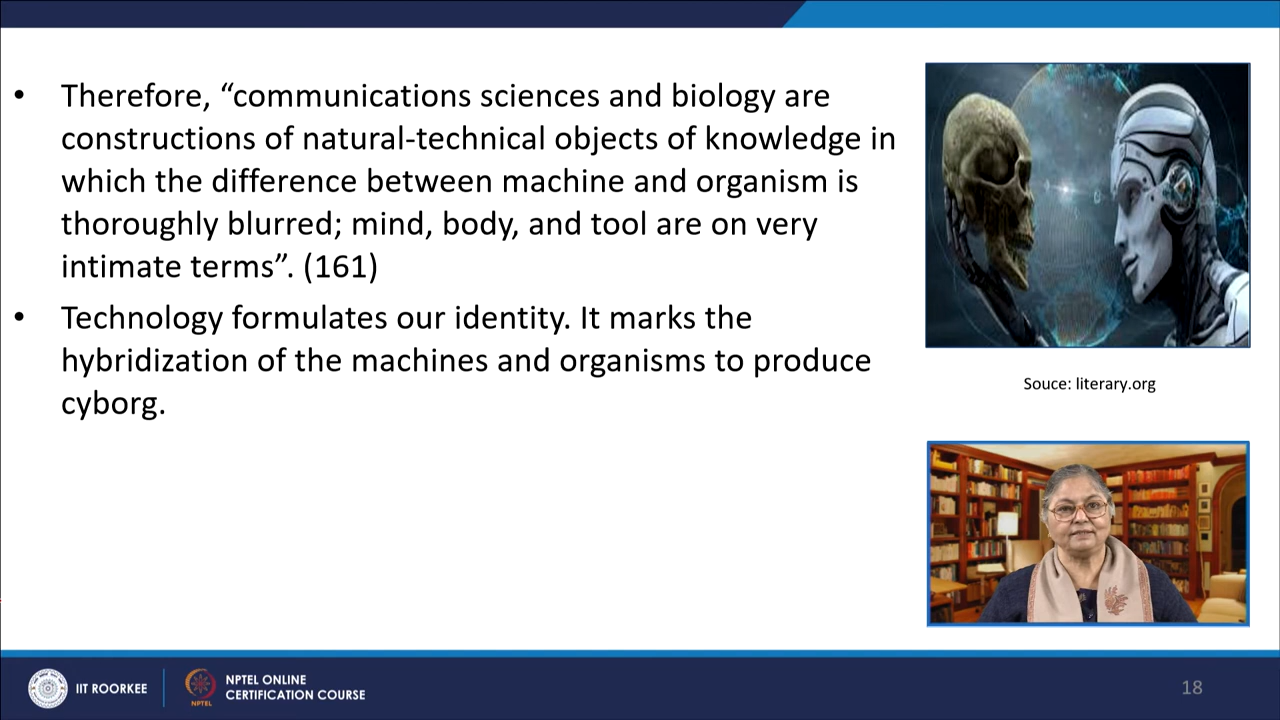 • Therefore, “communications sciences and biology are
constructions of natural-technical objects of knowledge in
which the difference between machine and organism is
thoroughly blurred; mind, body, and tool are on very
intimate terms”. (161)
• Technology formulates our identity. It marks the
hybridization of the machines and organisms to produce
cyborg.
Souce: literary.org
IIT ROORKEE
NPTEL
NPTEL ONLINE
CERTIFICATION COURSE
18